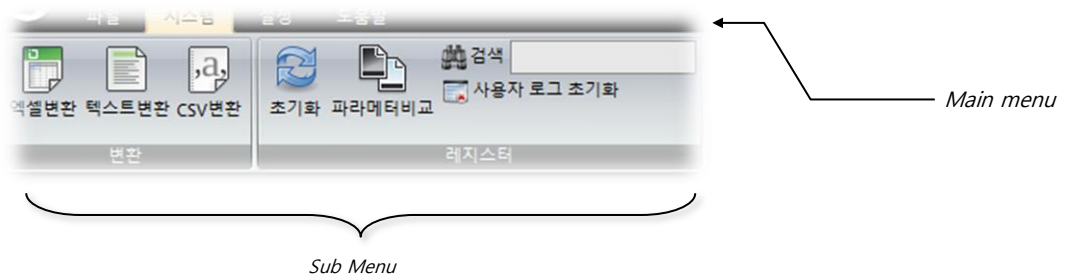 파일 시스템 설정 도움말
검색
사용자 로그 초기화
엑셀변환 텍스트변환 CSV변환 초기화 파라메터비교
변환 레지스터
Main menu
Sub Menu